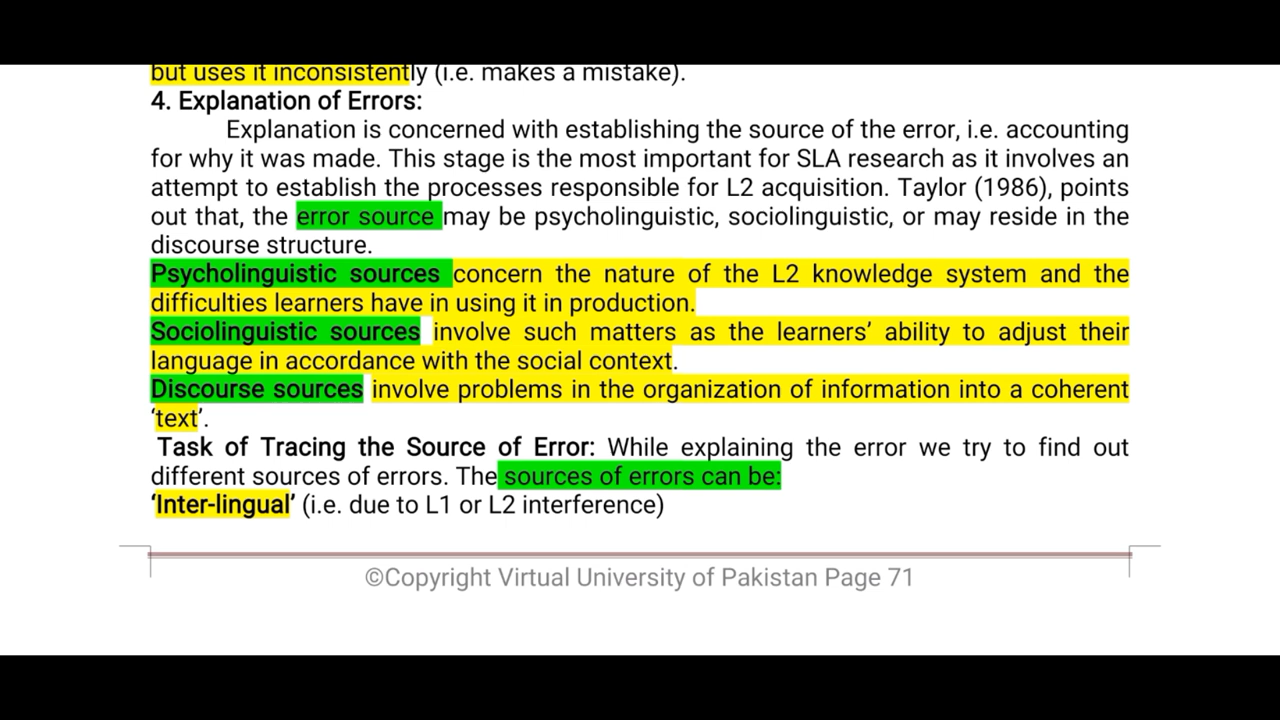 but uses it inconsistently (i.e. makes a mistake).
4. Explanation of Errors:
Explanation is concerned with establishing the source of the error, i.e. accounting
for why it was made. This stage is the most important for SLA research as it involves an
attempt to establish the processes responsible for L2 acquisition. Taylor (1986), points
out that, the error source may be psycholinguistic, sociolinguistic, or may reside in the
discourse structure.
Psycholinguistic sources concern the nature of the L2 knowledge system and the
difficulties learners have in using it in production.
Sociolinguistic sources involve such matters as the learners’ ability to adjust their
language in accordance with the social context.
Discourse sources involve problems in the organization of information into a coherent
‘text’.
Task of Tracing the Source of Error: While explaining the error we try to find out
different sources of errors. The sources of errors can be:
‘Inter-lingual’ (i.e. due to L1 or L2 interference)
©Copyright Virtual University of Pakistan Page 71